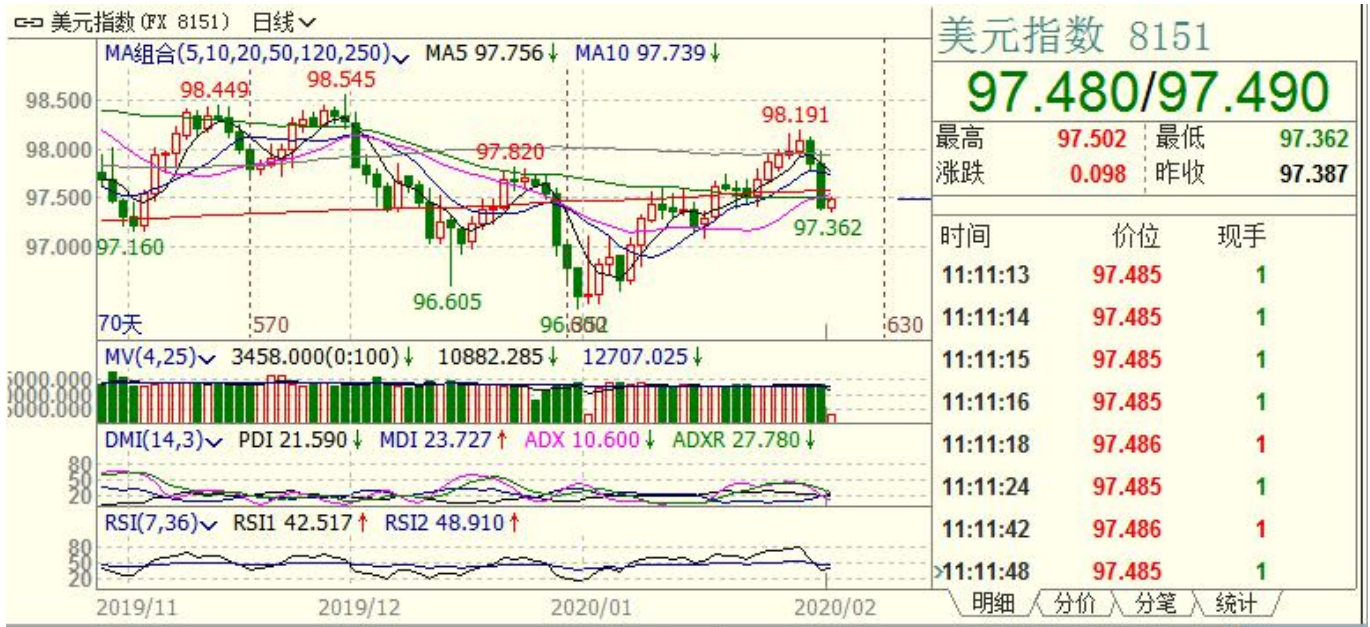 美元指数(FX 8151) 日线
MA组合(5,10,20,50,120,250) MA5 97.756↓ MA10 97.739↓
98.545
98.449
98.500
98.191
98.000
97.820
97.500
97.362
97.000
97.160
96.605
70天 570 630
MV(4,25) 3458.000(0:100)↓ 10882.285↓ 12707.025↓
5000.000
0000.000
5000.000
DMI(14,3) PDI 21.590↓ MDI 23.727↑ ADX 10.600↓ ADXR 27.780↓
80
50
20
RSI(7,36) RSI1 42.517↑ RSI2 48.910↑
80
50
20
2019/11 2019/12 2020/01 2020/02
美元指数 8151
97.480/97.490
最高 97.502 最低 97.362
涨跌 0.098 昨收 97.387
时间 价位 现手
11:11:13 97.485 1
11:11:14 97.485 1
11:11:15 97.485 1
11:11:16 97.485 1
11:11:18 97.486 1
11:11:24 97.485 1
11:11:42 97.486 1
>11:11:48 97.485 1
明细 分价 分笔 统计